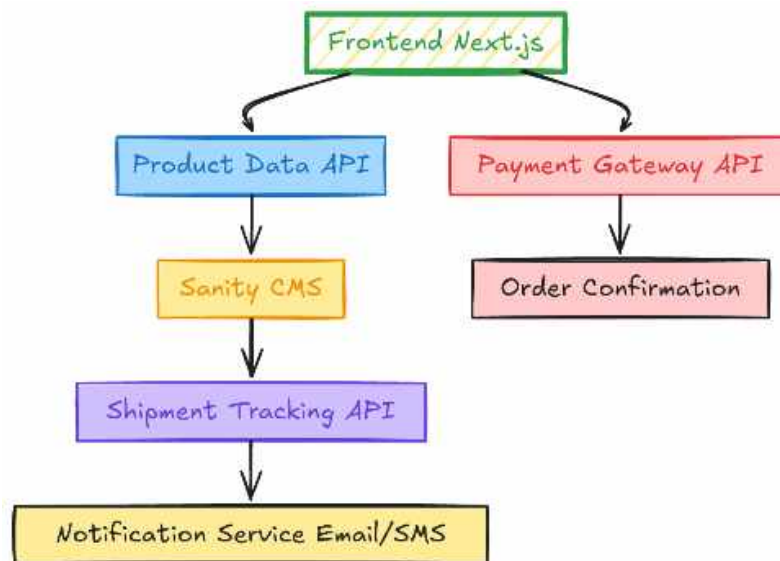 Frontend Next.js
Product Data API
Payment Gateway API
Sanity CMS
Order Confirmation
Shipment Tracking API
Notification Service Email/SMS